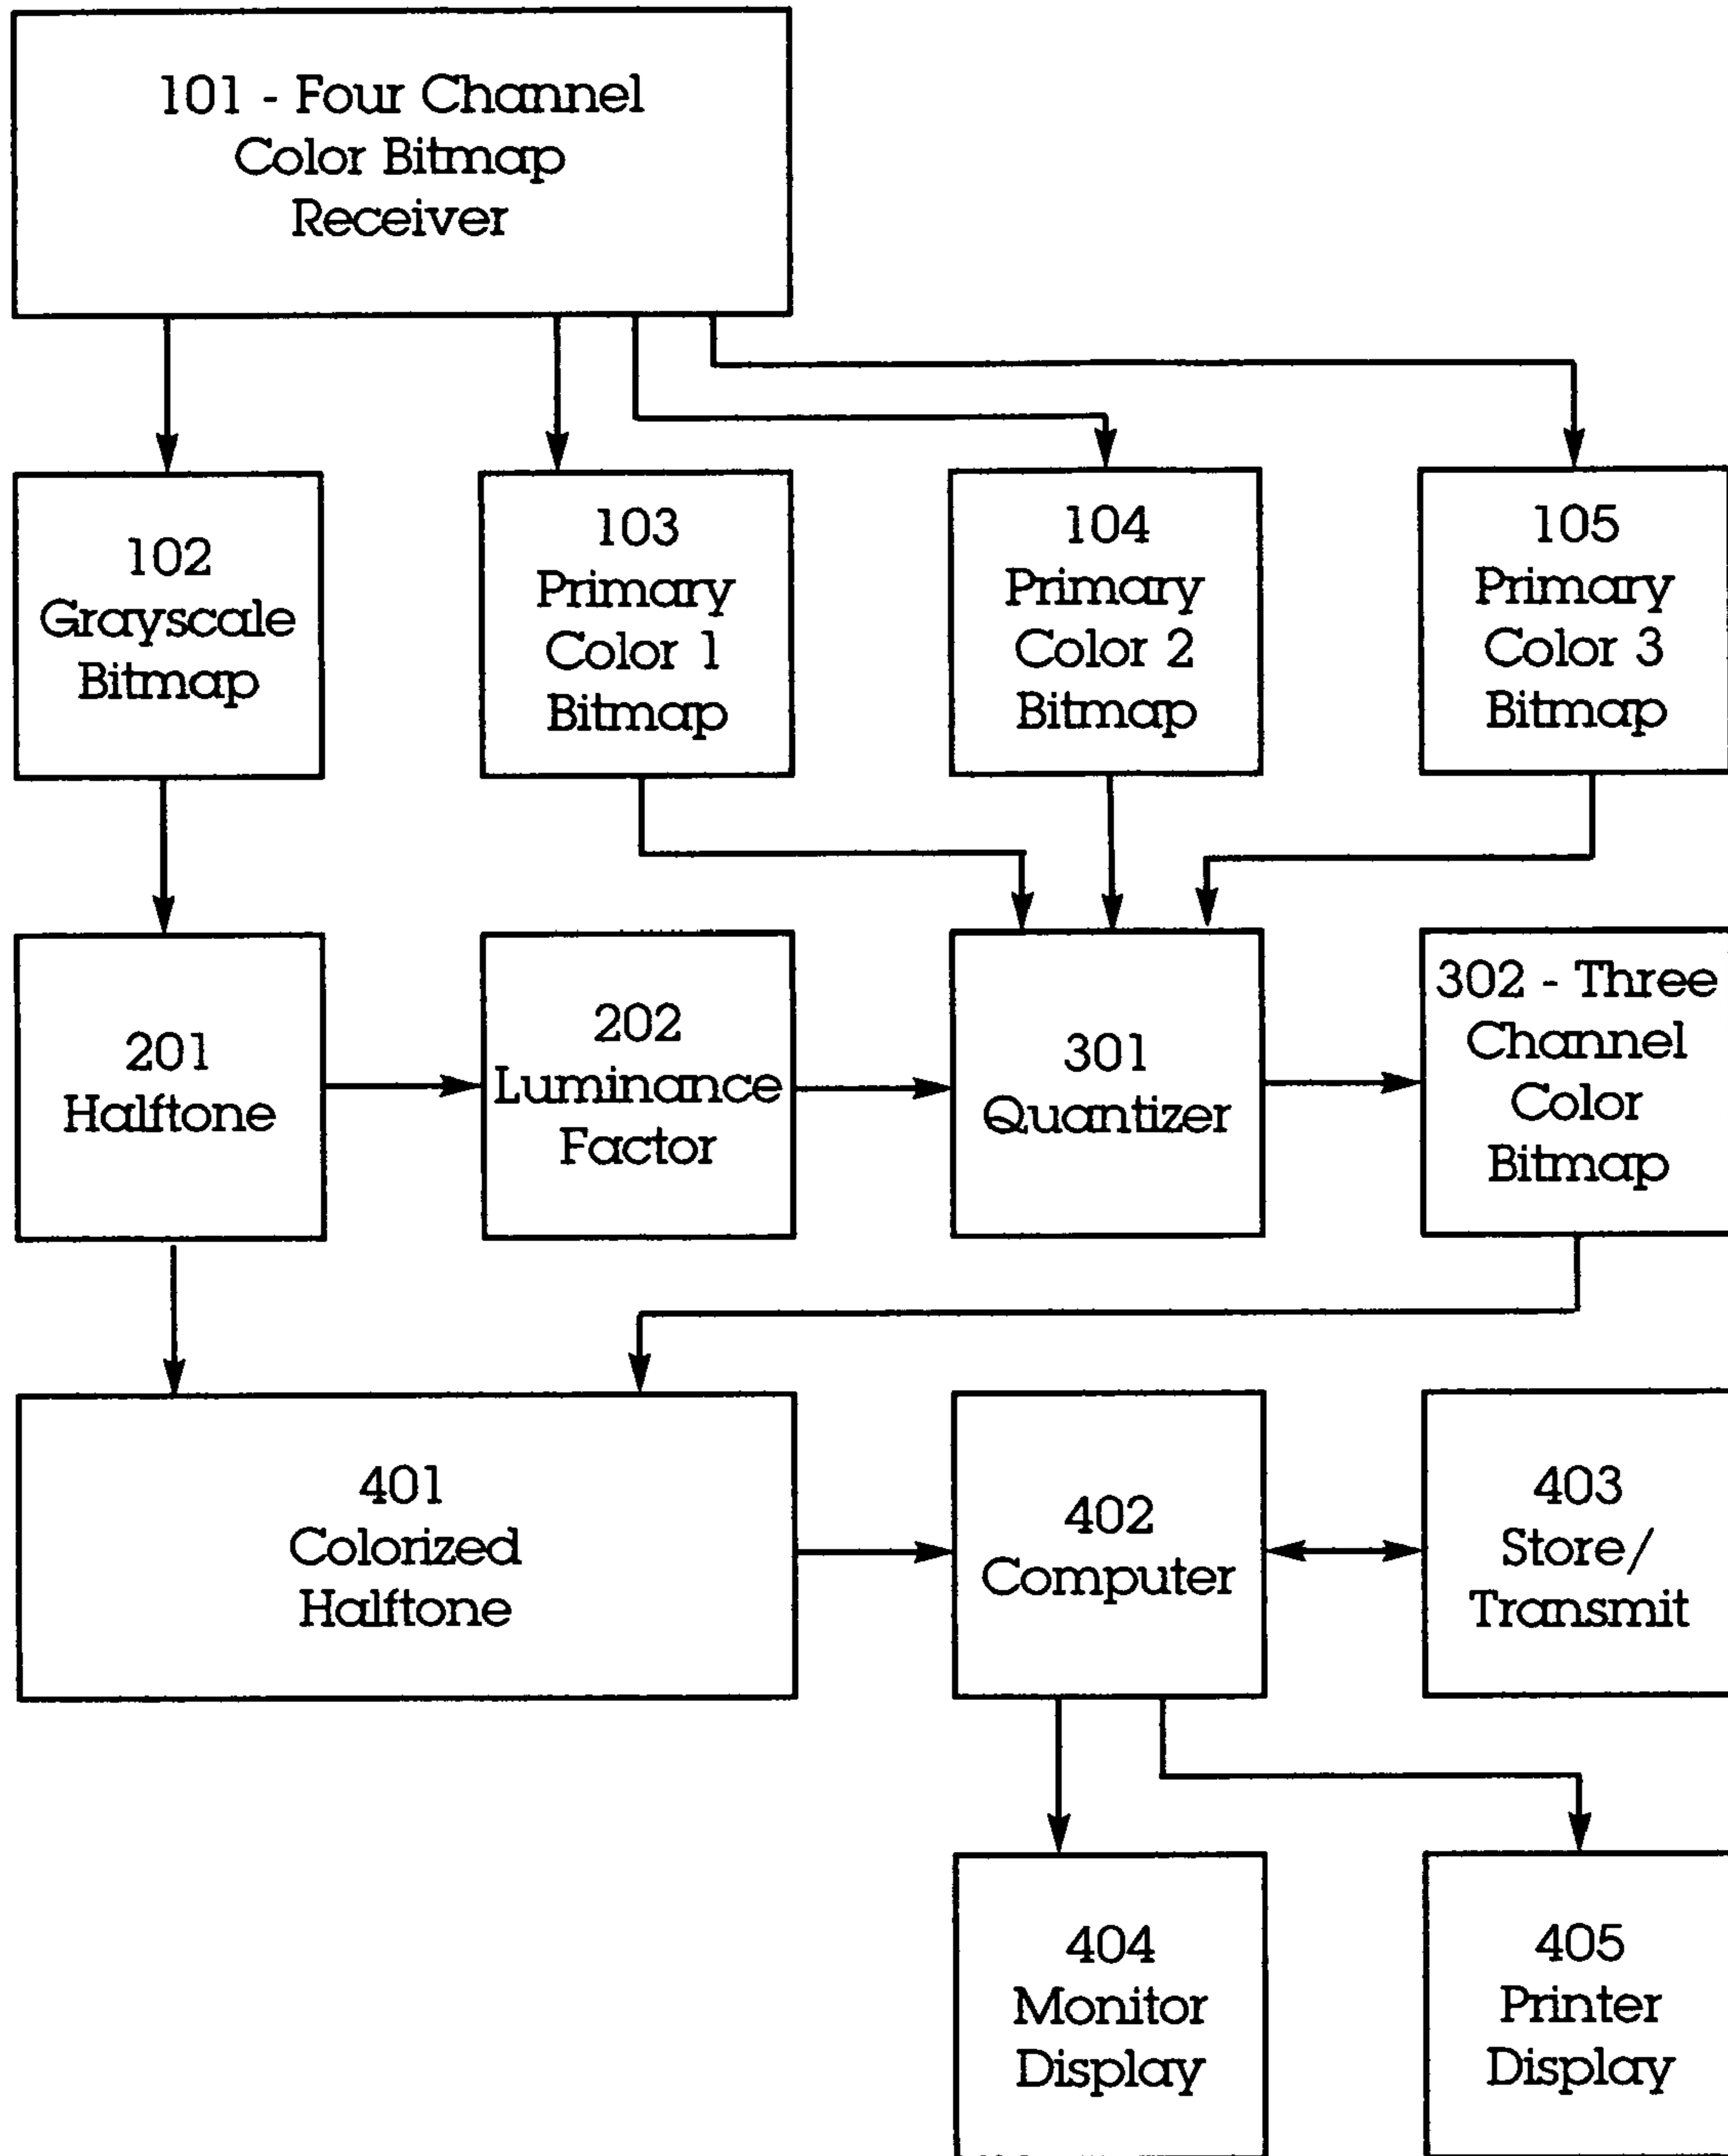 101 - Four Channel
Color Bitmap
Receiver
102
Grayscale
Bitmap
103
Primary
Color 1
Bitmap
104
Primary
Color 2
Bitmap
105
Primary
Color 3
Bitmap
201
Halftone
202
Luminance
Factor
301
Quantizer
302 - Three
Channel
Color
Bitmap
401
Colorized
Halftone
402
Computer
403
Store/
Transmit
404
Monitor
Display
405
Printer
Display